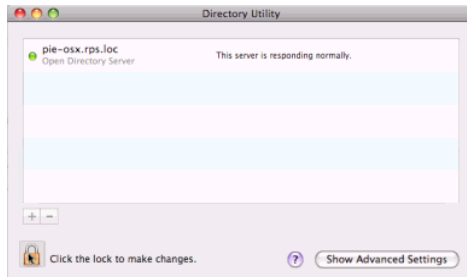 Directory Utility
pie-osx.rps.loc
Open Directory Server
This server is responding normally.
+ -
Click the lock to make changes.
? Show Advanced Settings